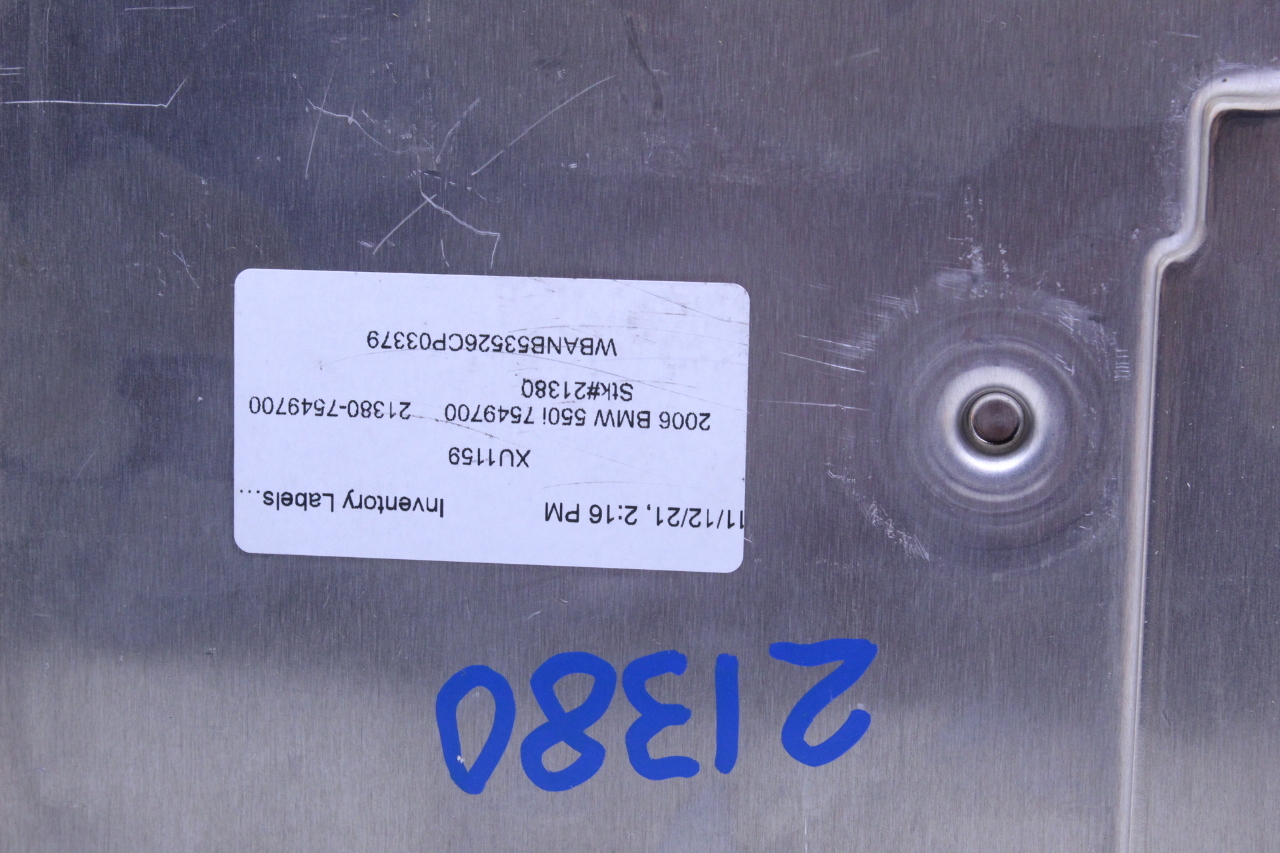 21380
11/12/21, 2:16 PM Inventory Labels...
XU1159
2006 BMW 550i 7549700 21380-7549700
Stk#21380
WBANB53526CP03379